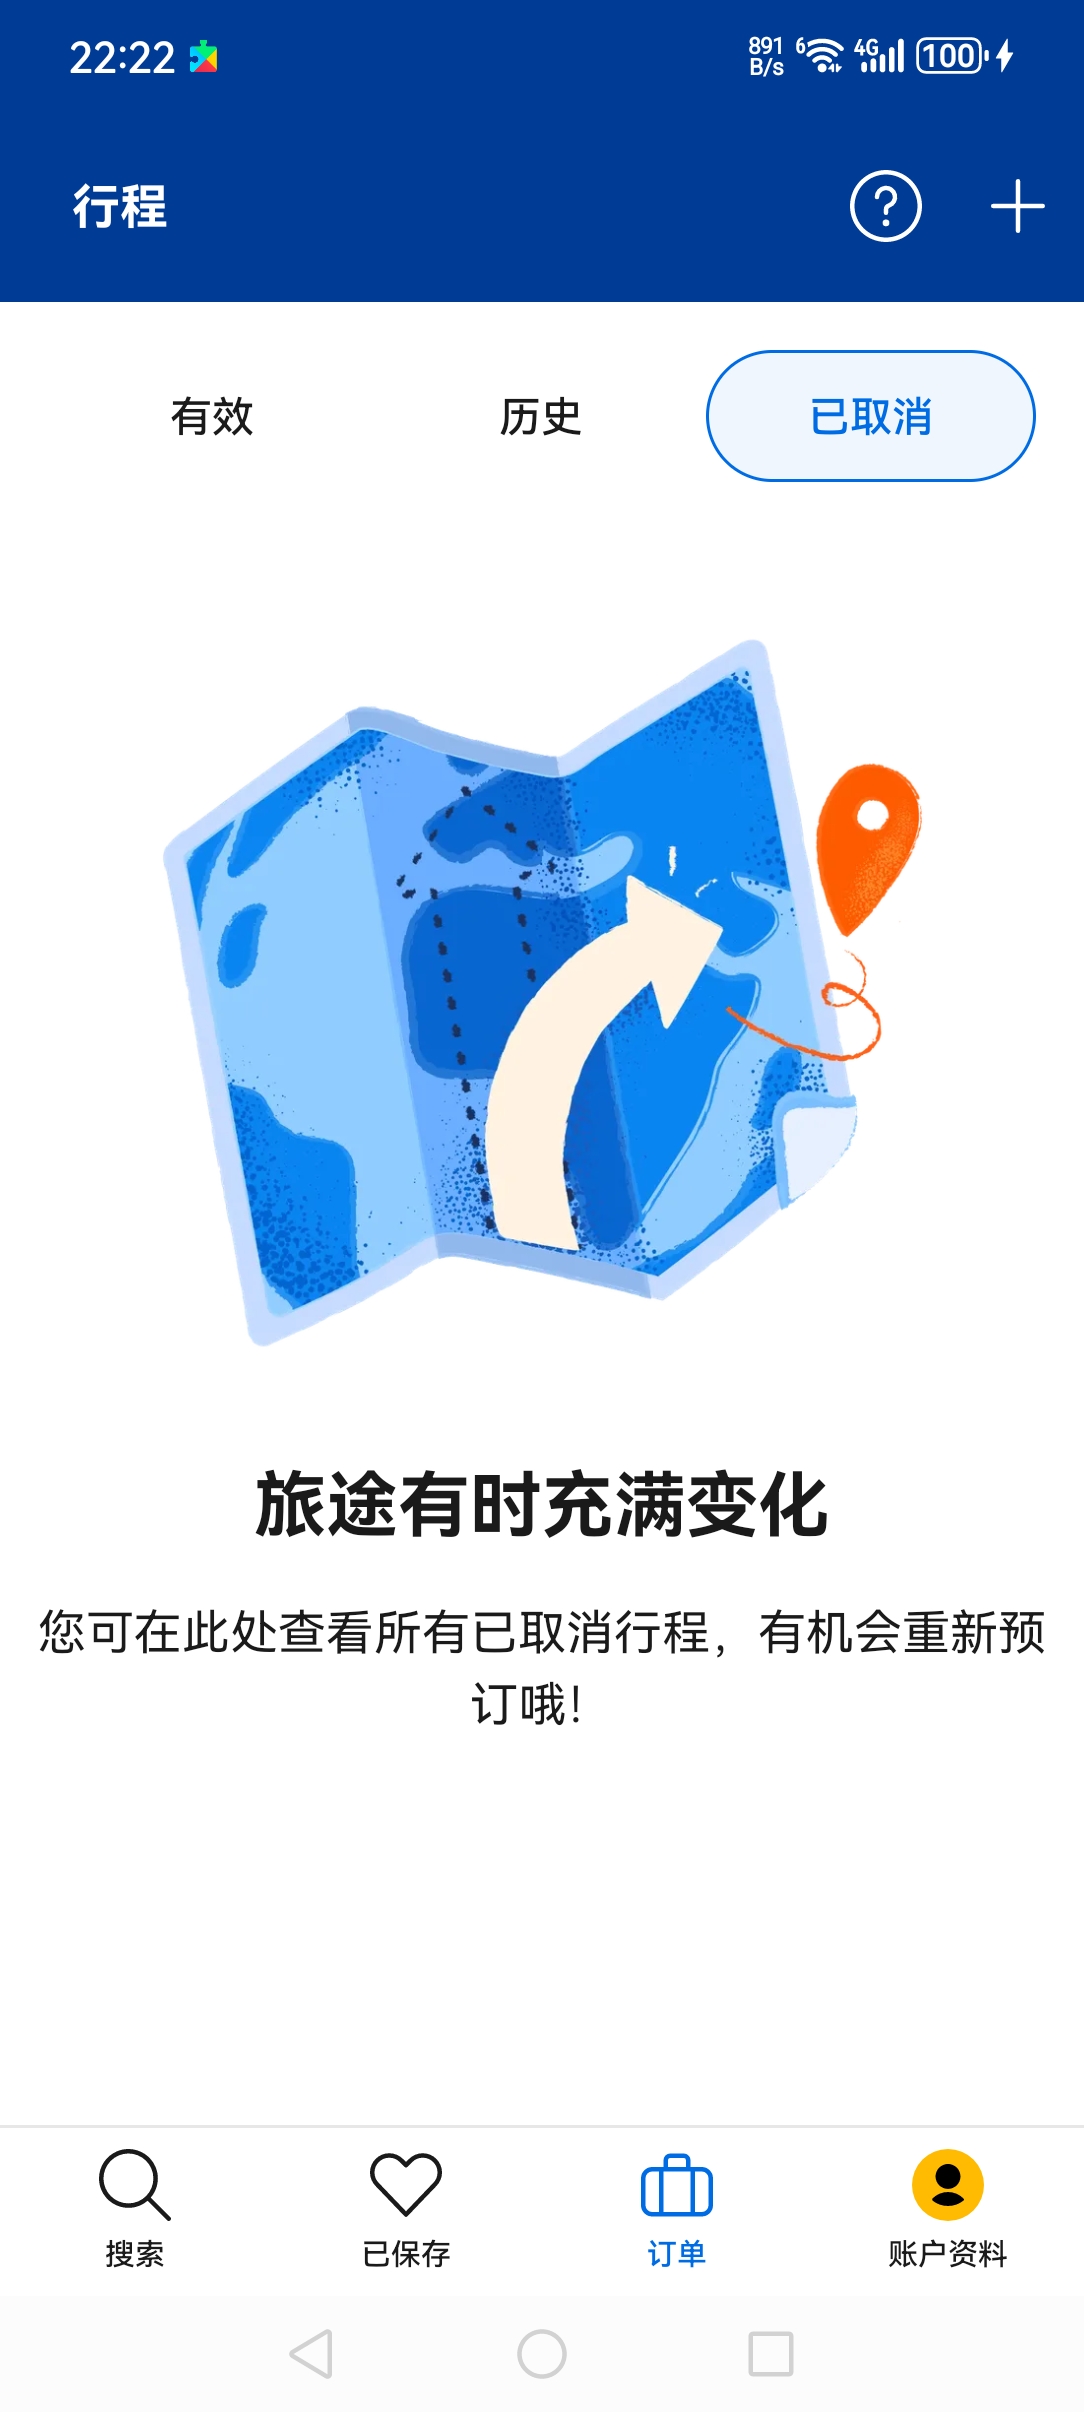 22:22
891 B/s
6
4G
100
行程
有效
历史
已取消
旅途有时充满变化
您可在此处查看所有已取消行程，有机会重新预
订哦！
搜索
已保存
订单
账户资料